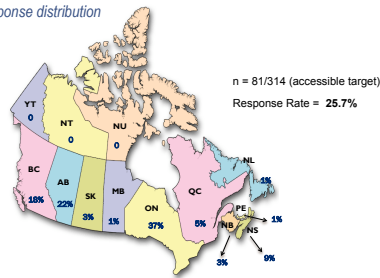 ponse distribution
n = 81/314 (accessible target)
Response Rate = 25.7%
YT
0
NT
0
NU
0
BC
18%
AB
22%
SK
3%
MB
1%
ON
37%
QC
5%
NL
1%
PE
1%
NB
3%
NS
9%